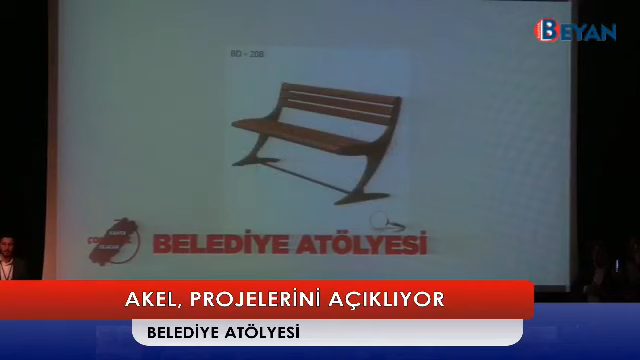 BEYAN
BD - 208
BELEDİYE ATÖLYESİ
AKEL, PROJELERİNİ AÇIKLIYOR
BELEDİYE ATÖLYESİ